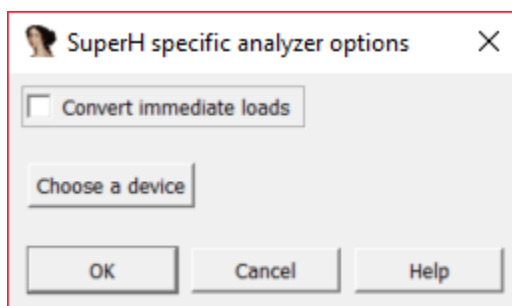 SuperH specific analyzer options
Convert immediate loads
Choose a device
OK Cancel Help